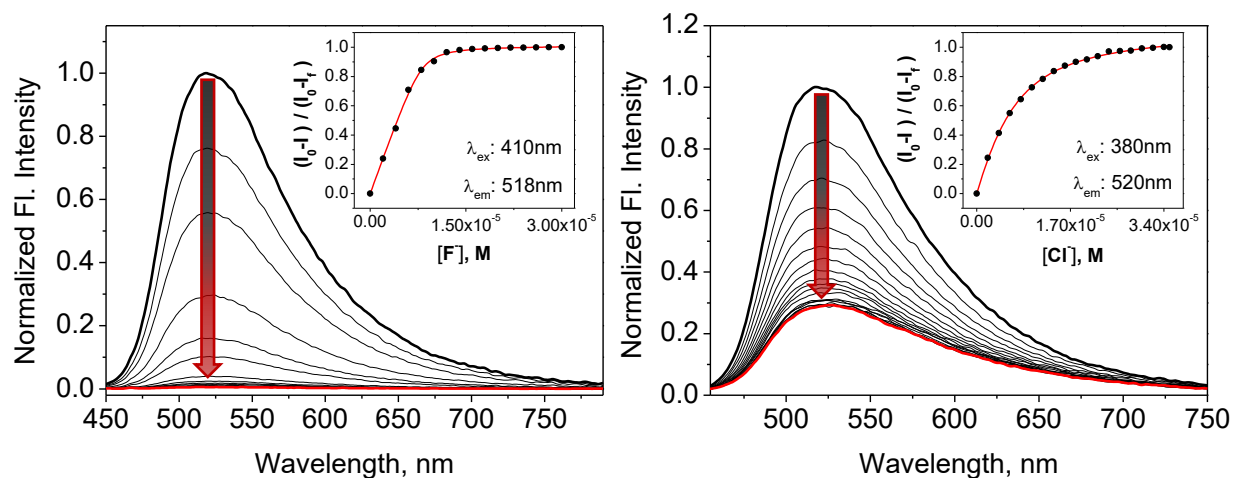 Normalized Fl. Intensity
1.0
0.8
0.6
0.4
0.2
0.0
450 500 550 600 650 700 750
Wavelength, nm
(I₀-I ) / (I₀-I_f)
1.0
0.8
0.6
0.4
0.2
0.0
0.00 1.50x10⁻⁵ 3.00x10⁻⁵
[F⁻], M
λex: 410nm
λem: 518nm
Normalized Fl. Intensity
1.2
1.0
0.8
0.6
0.4
0.2
0.0
500 550 600 650 700 750
Wavelength, nm
(I₀-I ) / (I₀-I_f)
1.0
0.8
0.6
0.4
0.2
0.0
0.00 1.70x10⁻⁵ 3.40x10⁻⁵
[Cl⁻], M
λex: 380nm
λem: 520nm